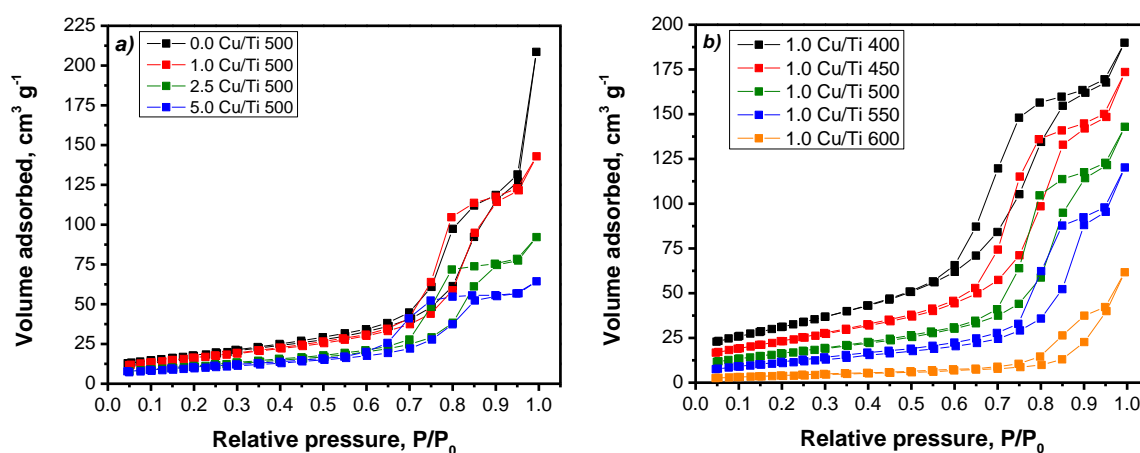 a)
0.0 Cu/Ti 500
1.0 Cu/Ti 500
2.5 Cu/Ti 500
5.0 Cu/Ti 500
Volume adsorbed, cm³ g⁻¹
225
200
175
150
125
100
75
50
25
0
0.0 0.1 0.2 0.3 0.4 0.5 0.6 0.7 0.8 0.9 1.0
Relative pressure, P/P₀
b)
1.0 Cu/Ti 400
1.0 Cu/Ti 450
1.0 Cu/Ti 500
1.0 Cu/Ti 550
1.0 Cu/Ti 600
Volume adsorbed, cm³ g⁻¹
200
175
150
125
100
75
50
25
0
0.0 0.1 0.2 0.3 0.4 0.5 0.6 0.7 0.8 0.9 1.0
Relative pressure, P/P₀